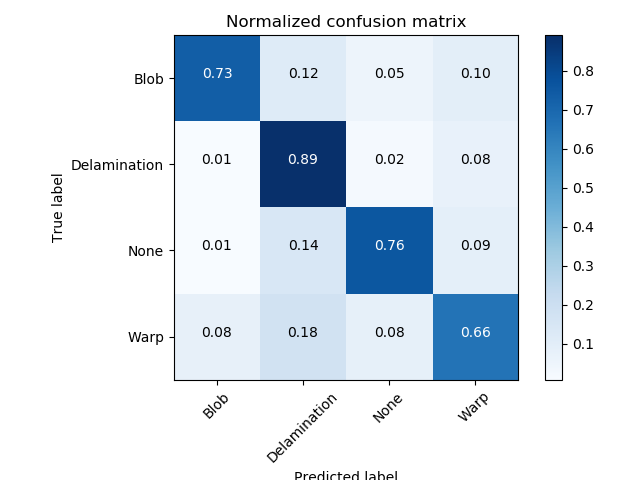 Normalized confusion matrix
True label
Blob
0.73 0.12 0.05 0.10
Delamination
0.01 0.89 0.02 0.08
None
0.01 0.14 0.76 0.09
Warp
0.08 0.18 0.08 0.66
Blob Delamination None Warp
Predicted label
0.8
0.7
0.6
0.5
0.4
0.3
0.2
0.1